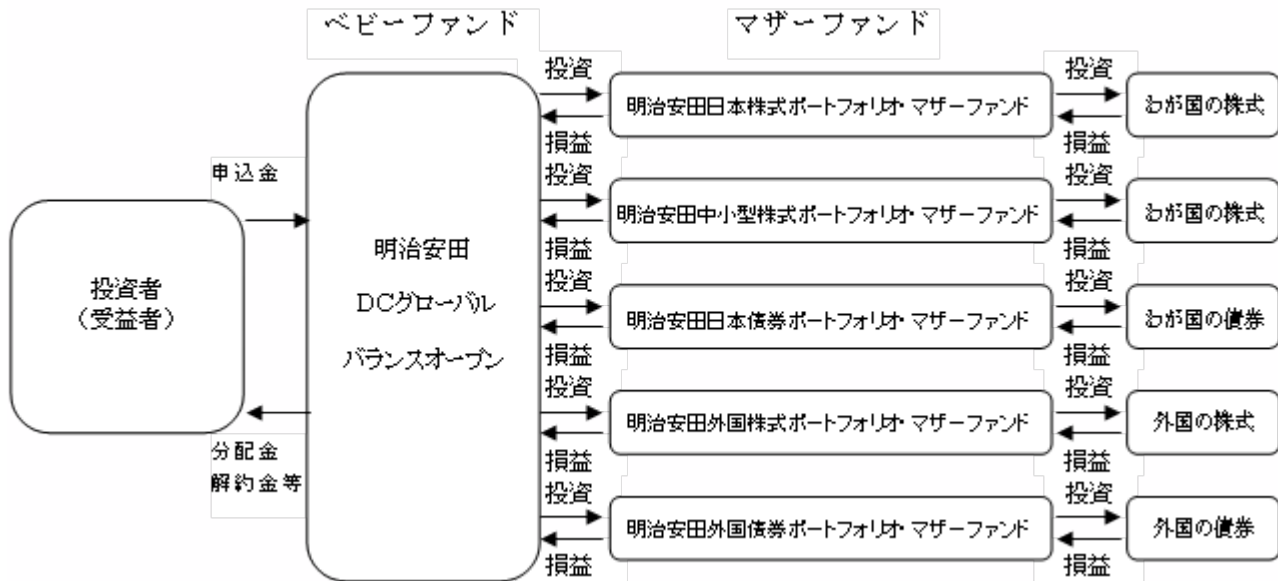 ベビーファンド
マザーファンド
申込金
投資者
(受益者)
分配金
解約金等
明治安田
DCグローバル
バランスオープン
投資
損益
明治安田日本株式ポートフォリオ・マザーファンド
投資
損益
わが国の株式
投資
損益
明治安田中小型株式ポートフォリオ・マザーファンド
投資
損益
わが国の株式
投資
損益
明治安田日本債券ポートフォリオ・マザーファンド
投資
損益
わが国の債券
投資
損益
明治安田外国株式ポートフォリオ・マザーファンド
投資
損益
外国の株式
投資
損益
明治安田外国債券ポートフォリオ・マザーファンド
投資
損益
外国の債券